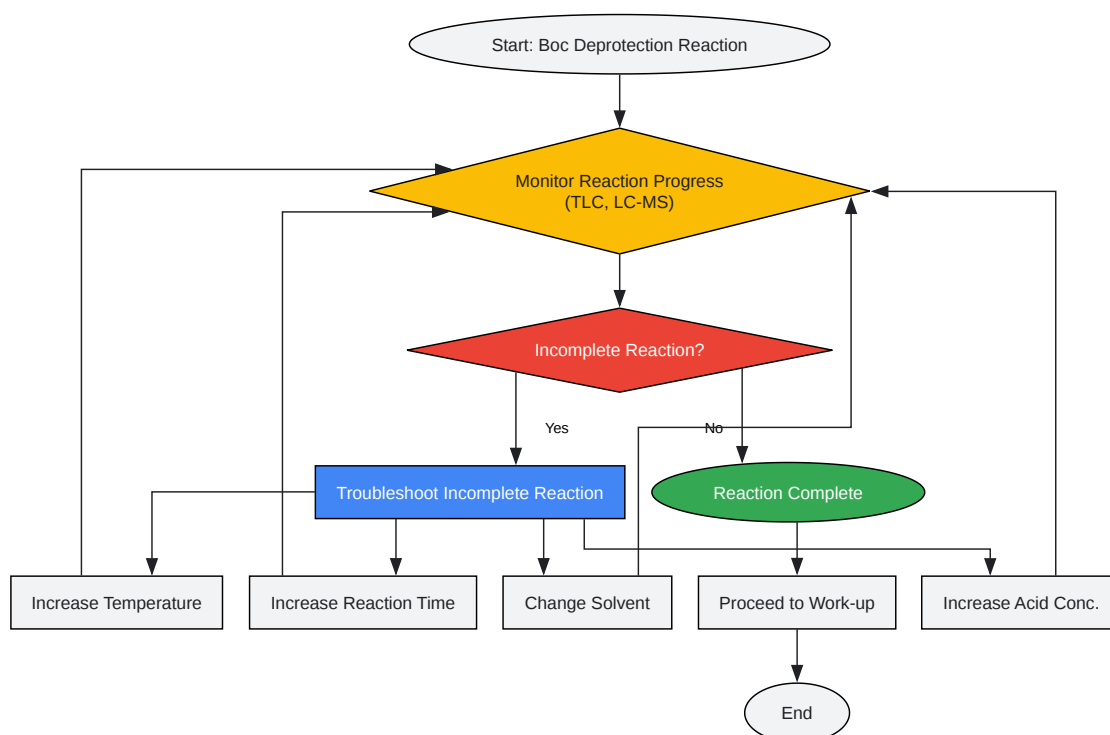 Start: Boc Deprotection Reaction
Monitor Reaction Progress
(TLC, LC-MS)
Incomplete Reaction?
Yes
No
Troubleshoot Incomplete Reaction
Reaction Complete
Increase Temperature
Increase Reaction Time
Change Solvent
Proceed to Work-up
Increase Acid Conc.
End